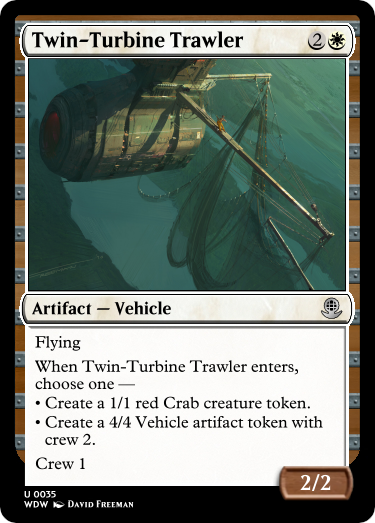 Twin-Turbine Trawler 2
Artifact — Vehicle
Flying
When Twin-Turbine Trawler enters,
choose one —
• Create a 1/1 red Crab creature token.
• Create a 4/4 Vehicle artifact token with
crew 2.
Crew 1
2/2
U 0035
WDW David Freeman